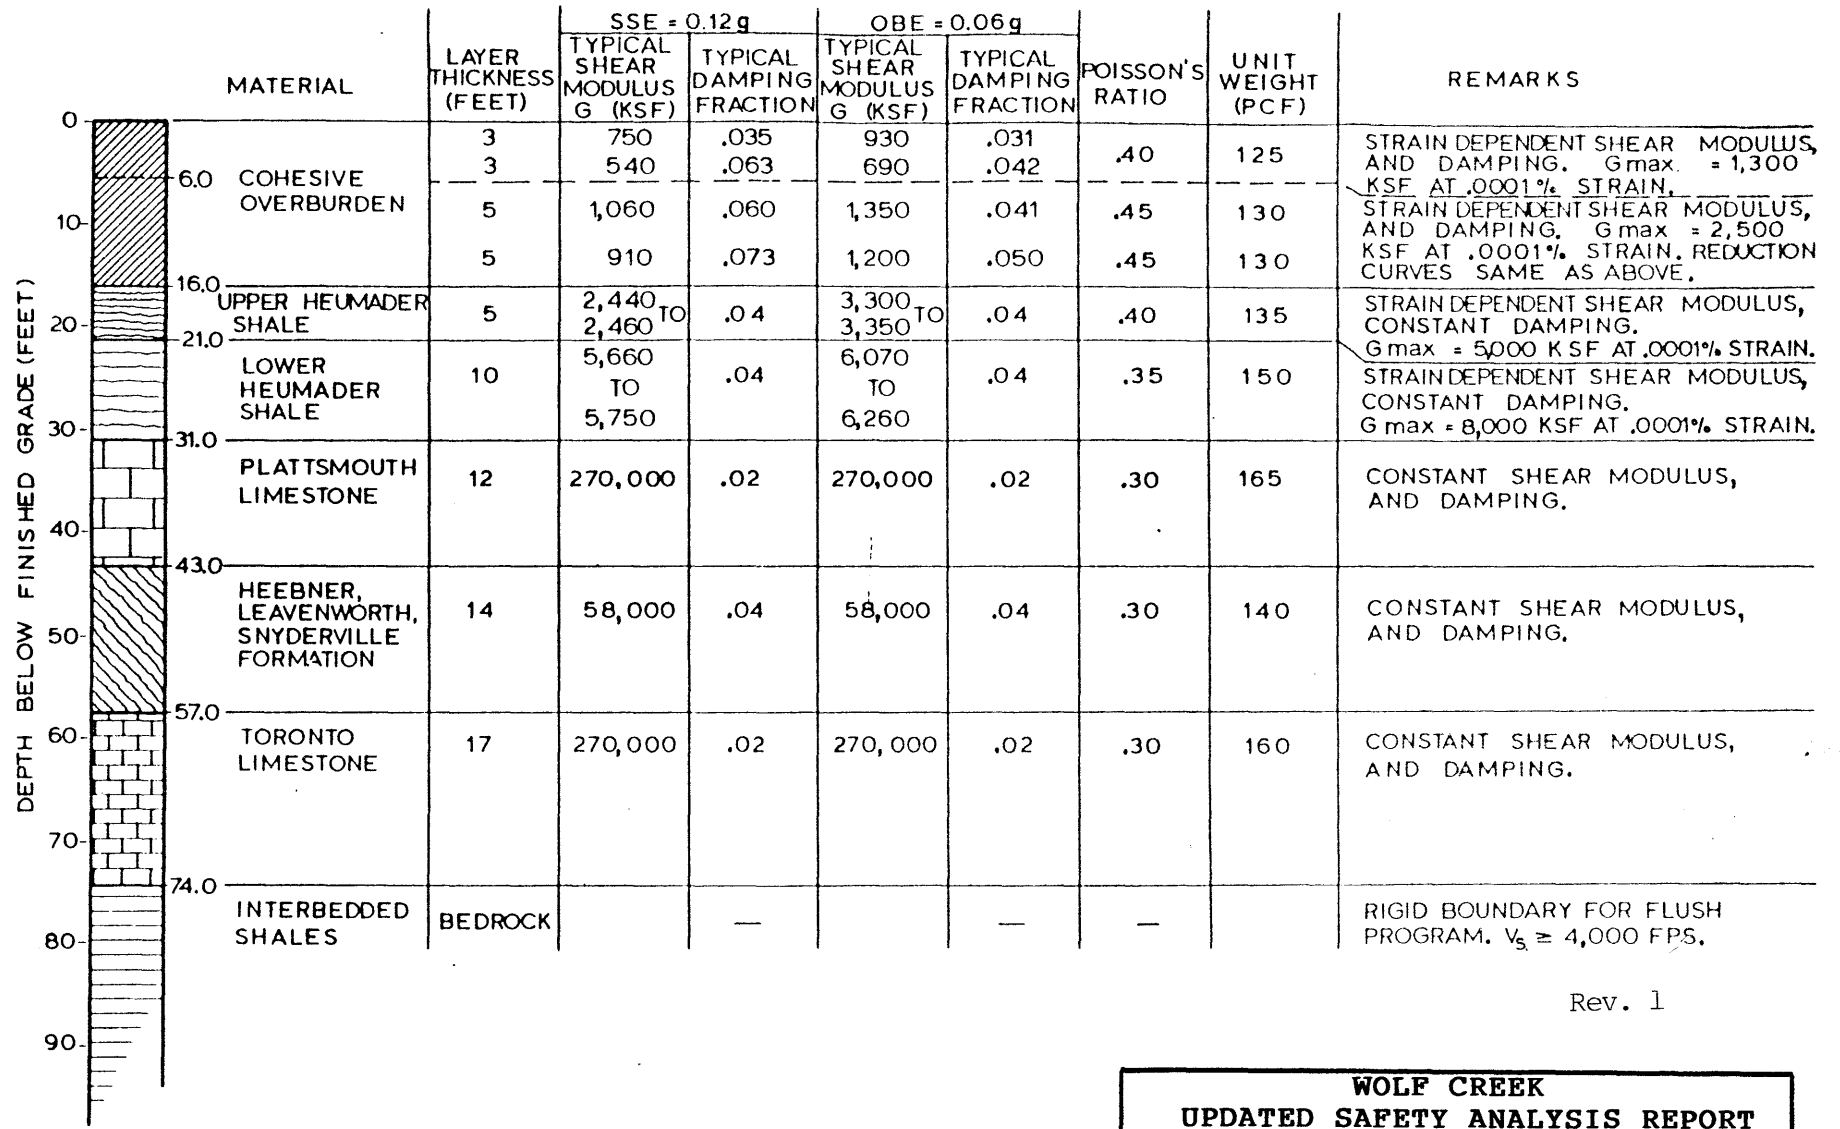 SSE = 0.12g OBE = 0.06g
MATERIAL
LAYER THICKNESS (FEET)
TYPICAL SHEAR MODULUS G (KSF)
TYPICAL DAMPING FRACTION
TYPICAL SHEAR MODULUS G (KSF)
TYPICAL DAMPING FRACTION
POISSON'S RATIO
UNIT WEIGHT (PCF)
REMARKS
DEPTH BELOW FINISHED GRADE (FEET)
0
10
20
30
40
50
60
70
80
90
6.0
16.0
21.0
31.0
43.0
57.0
74.0
COHESIVE
OVERBURDEN
3 750 .035 930 .031
3 540 .063 690 .042
.40 125
STRAIN DEPENDENT SHEAR MODULUS,
AND DAMPING. Gmax. = 1,300
KSF AT .0001% STRAIN.
5 1,060 .060 1,350 .041 .45 130
5 910 .073 1,200 .050 .45 130
STRAIN DEPENDENT SHEAR MODULUS,
AND DAMPING. Gmax = 2,500
KSF AT .0001% STRAIN. REDUCTION
CURVES SAME AS ABOVE.
UPPER HEUMADER
SHALE
5 2,440 TO 2,460 .04 3,300 TO 3,350 .04 .40 135
STRAIN DEPENDENT SHEAR MODULUS,
CONSTANT DAMPING.
Gmax = 5,000 KSF AT .0001% STRAIN.
LOWER
HEUMADER
SHALE
10 5,660 TO 5,750 .04 6,070 TO 6,260 .04 .35 150
STRAIN DEPENDENT SHEAR MODULUS,
CONSTANT DAMPING.
Gmax = 8,000 KSF AT .0001% STRAIN.
PLATTSMOUTH
LIMESTONE
12 270,000 .02 270,000 .02 .30 165
CONSTANT SHEAR MODULUS,
AND DAMPING.
HEEBNER,
LEAVENWORTH,
SNYDERVILLE
FORMATION
14 58,000 .04 58,000 .04 .30 140
CONSTANT SHEAR MODULUS,
AND DAMPING.
TORONTO
LIMESTONE
17 270,000 .02 270,000 .02 .30 160
CONSTANT SHEAR MODULUS,
AND DAMPING.
INTERBEDDED
SHALES
BEDROCK — — —
RIGID BOUNDARY FOR FLUSH
PROGRAM. Vs ≥ 4,000 FPS.
Rev. 1
WOLF CREEK
UPDATED SAFETY ANALYSIS REPORT